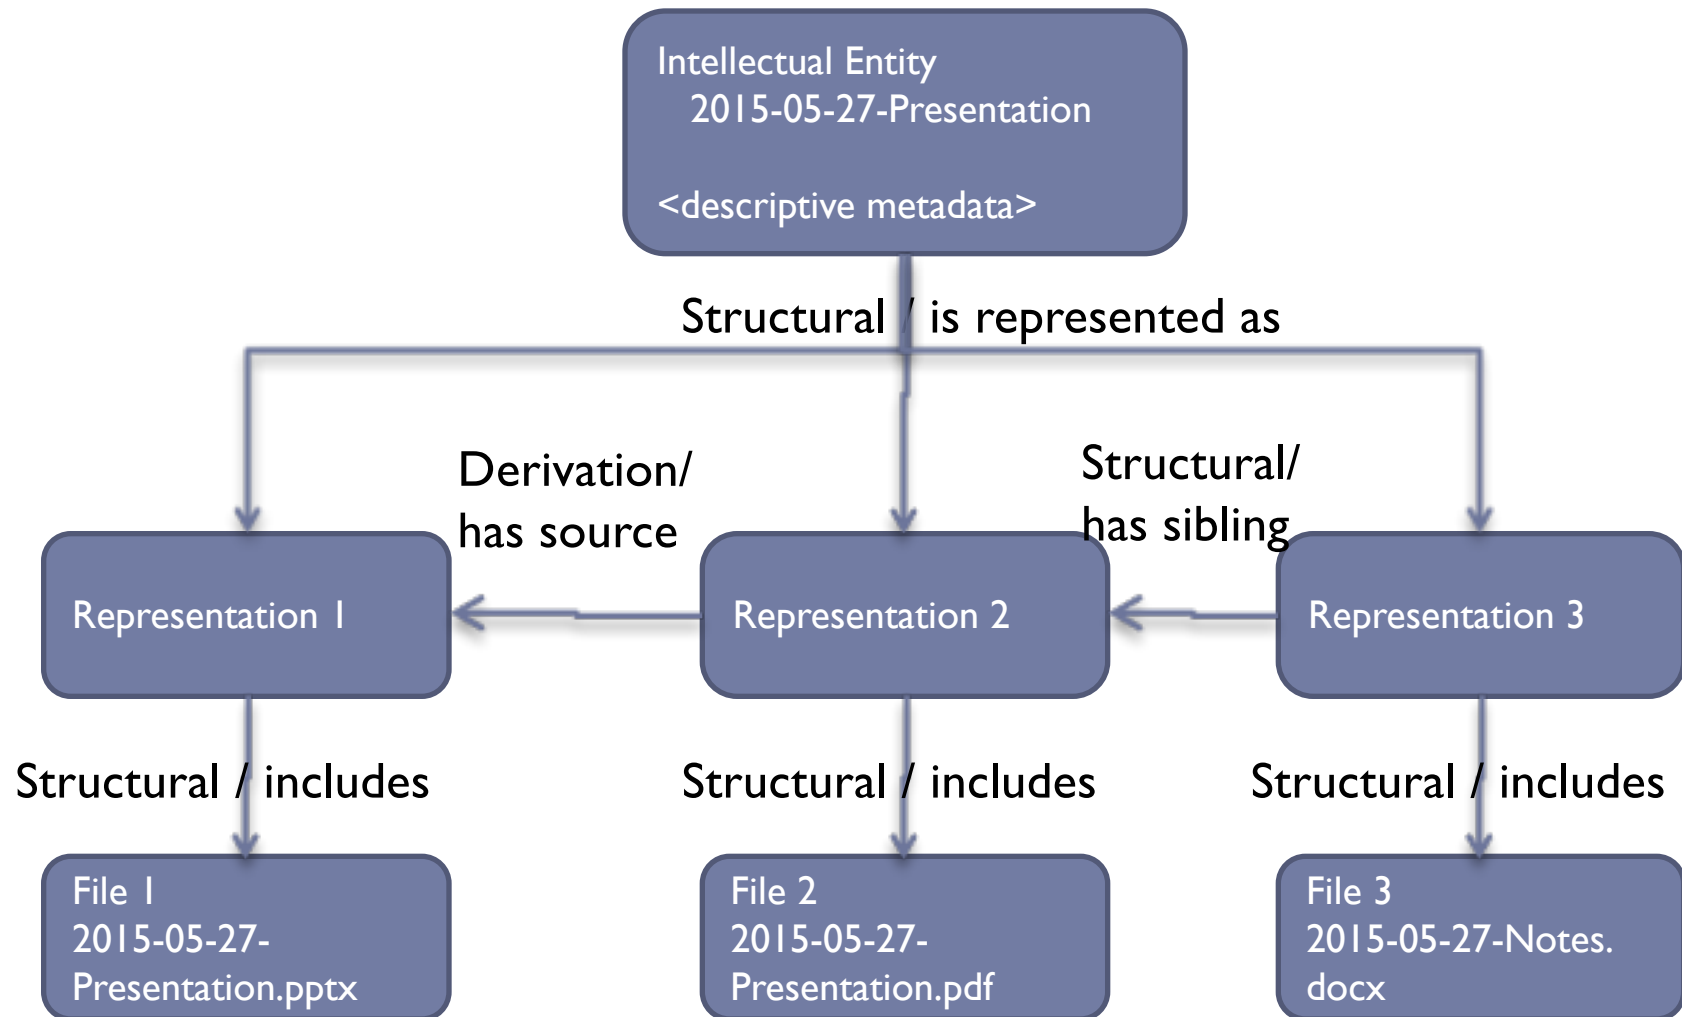 Intellectual Entity
2015-05-27-Presentation
<descriptive metadata>
Structural / is represented as
Derivation/
has source
Structural/
has sibling
Representation 1
Representation 2
Representation 3
Structural / includes
Structural / includes
Structural / includes
File 1
2015-05-27-
Presentation.pptx
File 2
2015-05-27-
Presentation.pdf
File 3
2015-05-27-Notes.
docx